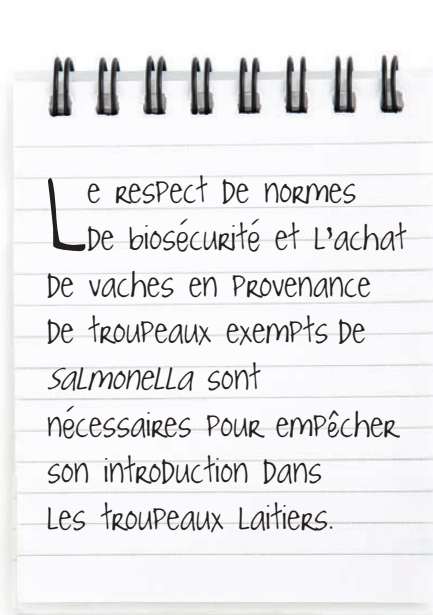 Le respect de normes
de biosécurité et l'achat
de vaches en provenance
de troupeaux exempts de
Salmonella sont
nécessaires pour empêcher
son introduction dans
les troupeaux laitiers.